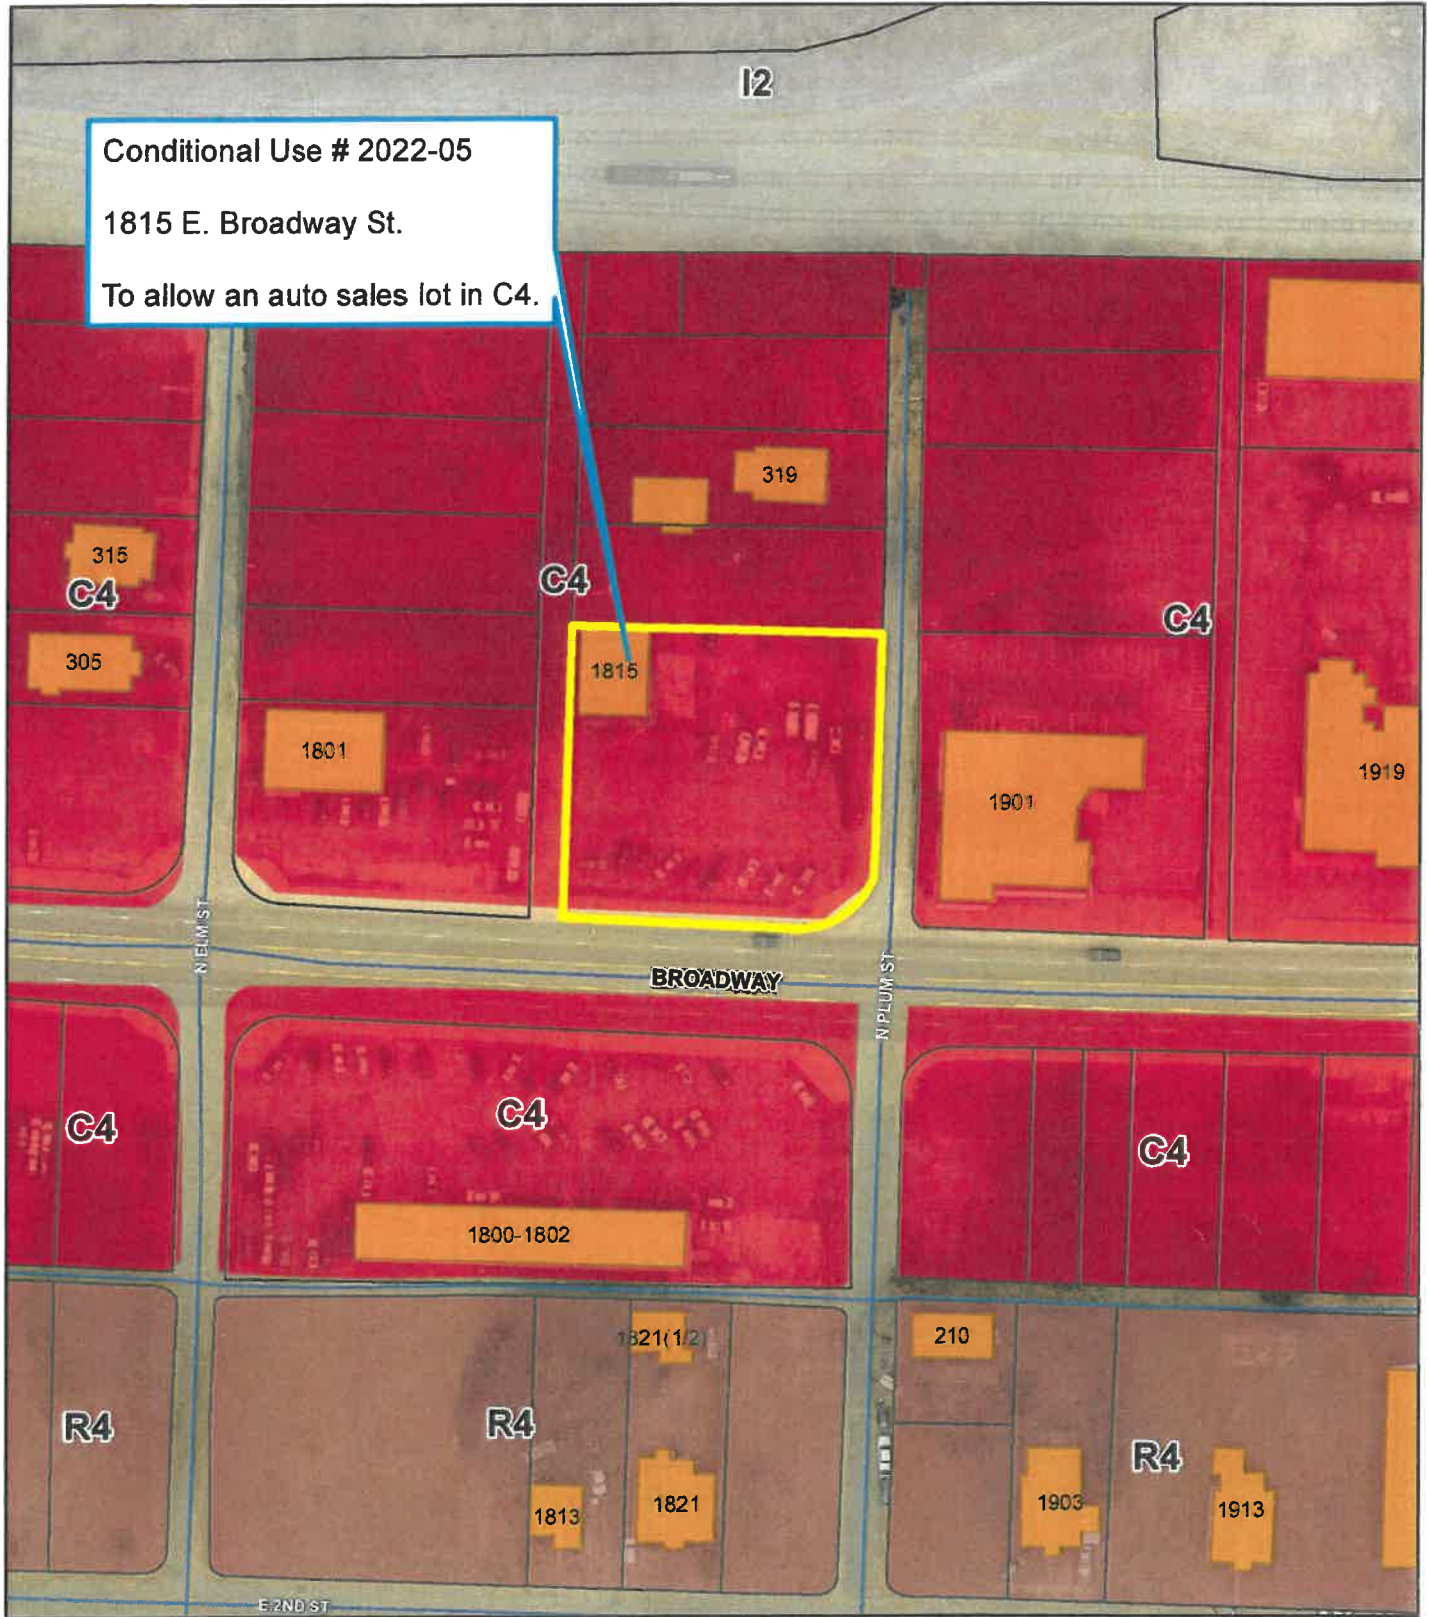 I2
Conditional Use # 2022-05
1815 E. Broadway St.
To allow an auto sales lot in C4.
319
315
C4
C4
C4
305
1815
1801
1901
1919
N ELM ST
BROADWAY
N PLUM ST
C4
C4
C4
1800-1802
1821(1/2)
210
R4
R4
R4
1813
1821
1903
1913
E 2ND ST